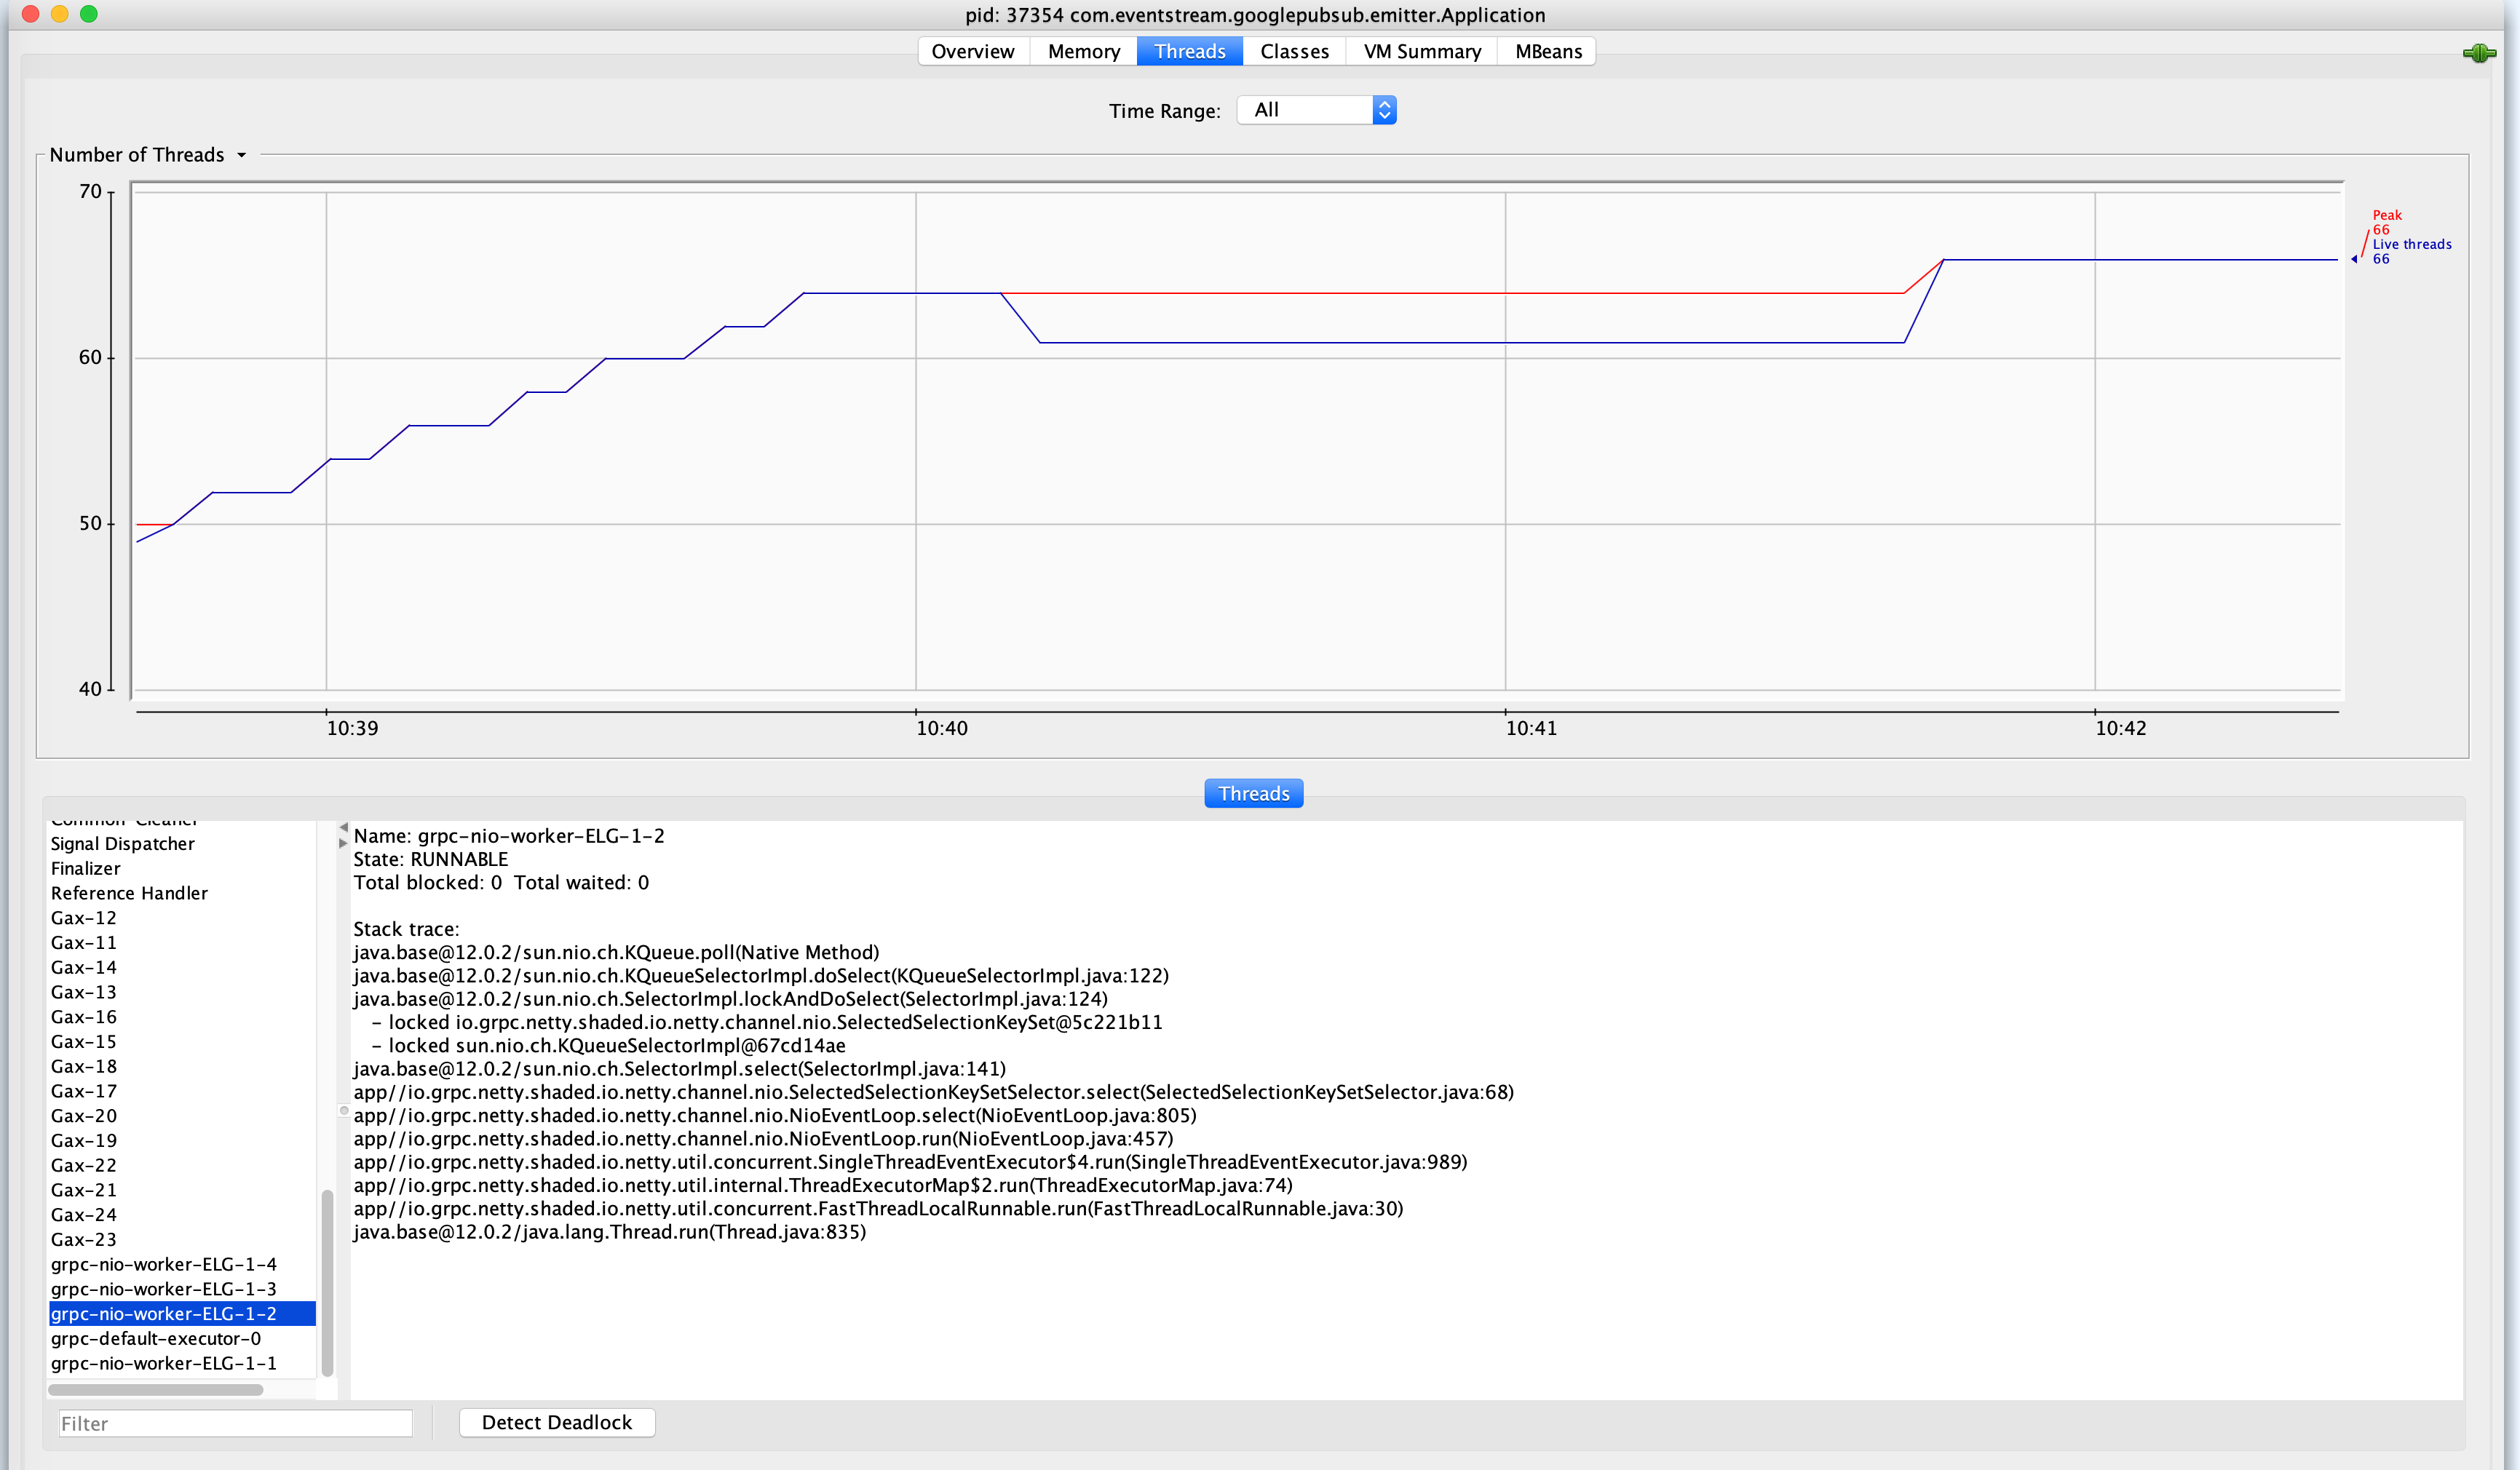 pid: 37354 com.eventstream.googlepubsub.emitter.Application
Overview Memory Threads Classes VM Summary MBeans
Time Range: All
Number of Threads
70
60
50
40
Peak
66
Live threads
66
10:39 10:40 10:41 10:42
Threads
Common-Cleaner
Signal Dispatcher
Finalizer
Reference Handler
Gax-12
Gax-11
Gax-14
Gax-13
Gax-16
Gax-15
Gax-18
Gax-17
Gax-20
Gax-19
Gax-22
Gax-21
Gax-24
Gax-23
grpc-nio-worker-ELG-1-4
grpc-nio-worker-ELG-1-3
grpc-nio-worker-ELG-1-2
grpc-default-executor-0
grpc-nio-worker-ELG-1-1
Name: grpc-nio-worker-ELG-1-2
State: RUNNABLE
Total blocked: 0 Total waited: 0
Stack trace:
java.base@12.0.2/sun.nio.ch.KQueue.poll(Native Method)
java.base@12.0.2/sun.nio.ch.KQueueSelectorImpl.doSelect(KQueueSelectorImpl.java:122)
java.base@12.0.2/sun.nio.ch.SelectorImpl.lockAndDoSelect(SelectorImpl.java:124)
- locked io.grpc.netty.shaded.io.netty.channel.nio.SelectedSelectionKeySet@5c221b11
- locked sun.nio.ch.KQueueSelectorImpl@67cd14ae
java.base@12.0.2/sun.nio.ch.SelectorImpl.select(SelectorImpl.java:141)
app//io.grpc.netty.shaded.io.netty.channel.nio.SelectedSelectionKeySetSelector.select(SelectedSelectionKeySetSelector.java:68)
app//io.grpc.netty.shaded.io.netty.channel.nio.NioEventLoop.select(NioEventLoop.java:805)
app//io.grpc.netty.shaded.io.netty.channel.nio.NioEventLoop.run(NioEventLoop.java:457)
app//io.grpc.netty.shaded.io.netty.util.concurrent.SingleThreadEventExecutor$4.run(SingleThreadEventExecutor.java:989)
app//io.grpc.netty.shaded.io.netty.util.internal.ThreadExecutorMap$2.run(ThreadExecutorMap.java:74)
app//io.grpc.netty.shaded.io.netty.util.concurrent.FastThreadLocalRunnable.run(FastThreadLocalRunnable.java:30)
java.base@12.0.2/java.lang.Thread.run(Thread.java:835)
Filter
Detect Deadlock